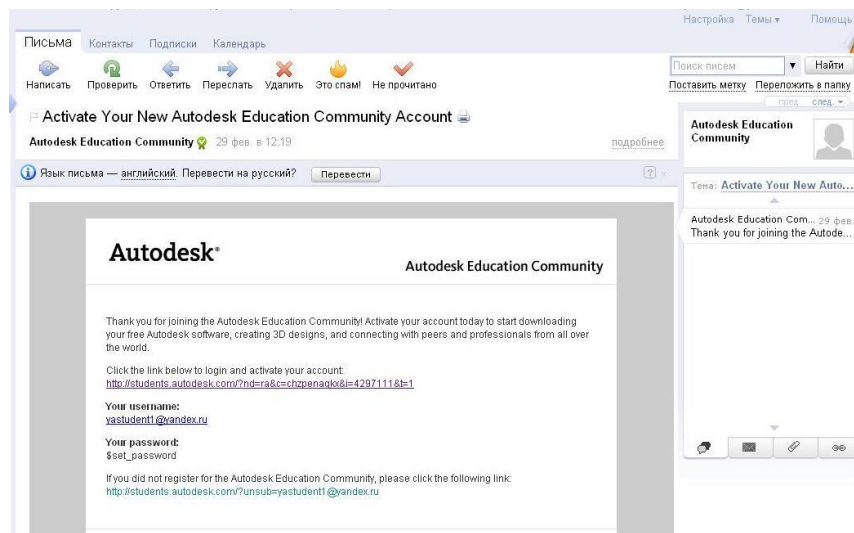 Настройка Темы Помощь
Письма Контакты Подписки Календарь
Написать Проверить Ответить Переслать Удалить Это спам! Не прочитано
Поиск писем Найти
Поставить метку Переложить в папку
пред. след.
Activate Your New Autodesk Education Community Account
Autodesk Education Community 29 фев. в 12:19 подробнее
Язык письма — английский. Перевести на русский? Перевести ?
Autodesk Education
Community
Тема: Activate Your New Auto...
Autodesk Education Com... 29 фев.
Thank you for joining the Autode...
Autodesk®
Autodesk Education Community
Thank you for joining the Autodesk Education Community! Activate your account today to start downloading
your free Autodesk software, creating 3D designs, and connecting with peers and professionals from all over
the world.
Click the link below to login and activate your account:
http://students.autodesk.com/?nd=ra&c=chzpenaqkx&i=4297111&t=1
Your username:
yastudent1@yandex.ru
Your password:
$set_password
If you did not register for the Autodesk Education Community, please click the following link:
http://students.autodesk.com/?unsub=yastudent1@yandex.ru